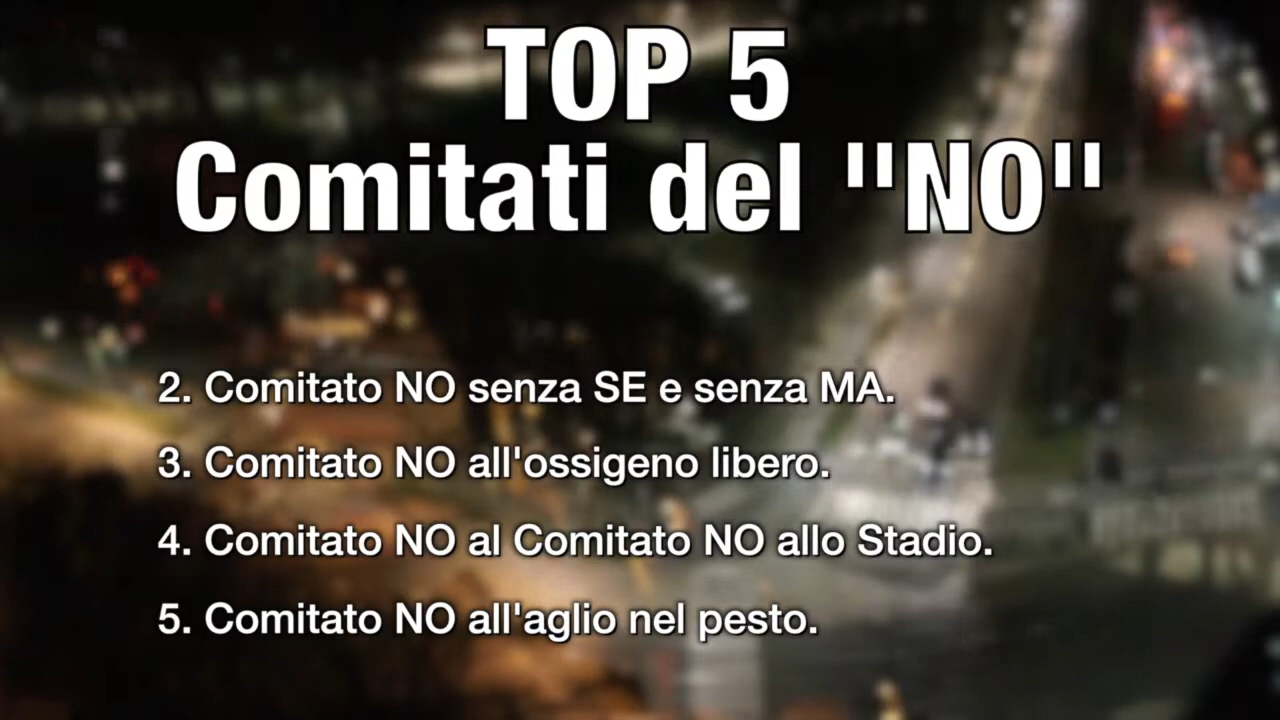 TOP 5
Comitati del "NO"
2. Comitato NO senza SE e senza MA.
3. Comitato NO all'ossigeno libero.
4. Comitato NO al Comitato NO allo Stadio.
5. Comitato NO all'aglio nel pesto.